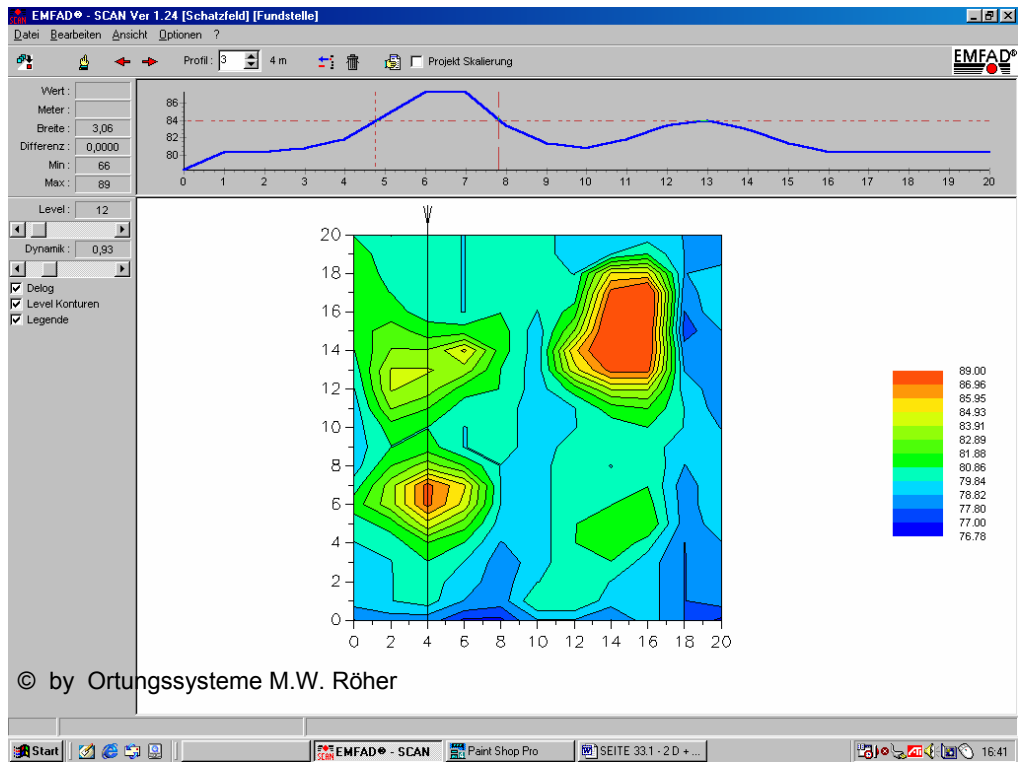 EMFAD® - SCAN Ver 1.24 [Schatzfeld] [Fundstelle]
Datei Bearbeiten Ansicht Optionen ?
Profil : 3 4 m Projekt Skalierung EMFAD®
Wert :
Meter :
Breite : 3,06
Differenz : 0,0000
Min : 66
Max : 89
86
84
82
80
0 1 2 3 4 5 6 7 8 9 10 11 12 13 14 15 16 17 18 19 20
Level : 12
Dynamik : 0,93
Delog
Level Konturen
Legende
20
18
16
14
12
10
8
6
4
2
0
0 2 4 6 8 10 12 14 16 18 20
89.00
86.96
85.95
84.93
83.91
82.89
81.88
80.86
79.84
78.82
77.80
77.00
76.78
© by Ortungssysteme M.W. Röher
Start EMFAD® - SCAN Paint Shop Pro SEITE 33.1 - 2 D + ... 16:41